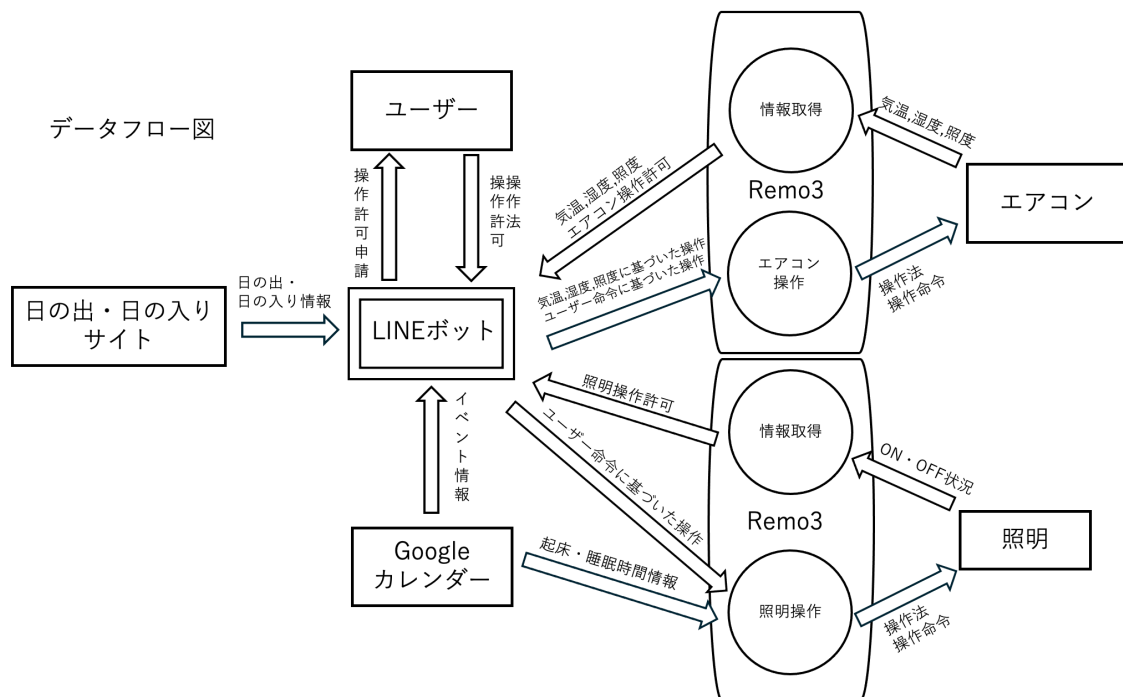 データフロー図
ユーザー
操作許可申請
操作法
操作許可
日の出・日の入り
サイト
日の出・
日の入り情報
LINEボット
イベント情報
Google
カレンダー
気温,湿度,照度
エアコン操作許可
気温,湿度,照度に基づいた操作
ユーザー命令に基づいた操作
情報取得
Remo3
エアコン
操作
気温,湿度,照度
エアコン
操作法
操作命令
照明操作許可
ユーザー命令に基づいた操作
起床・睡眠時間情報
情報取得
Remo3
照明操作
ON・OFF状況
照明
操作法
操作命令